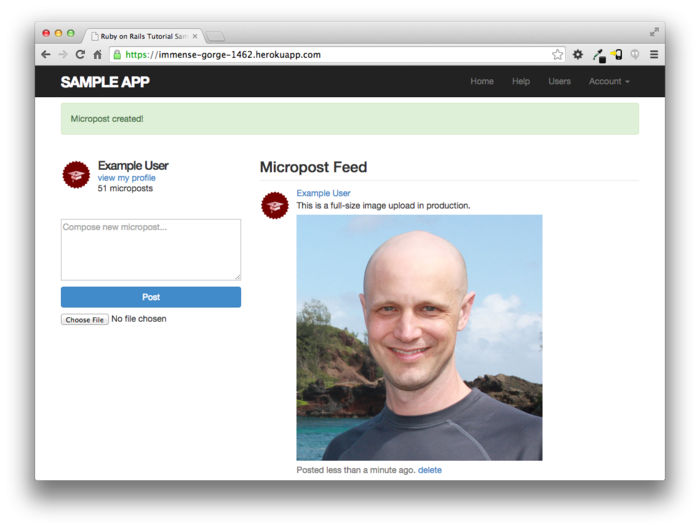 Ruby on Rails Tutorial Sam
https://immense-gorge-1462.herokuapp.com
SAMPLE APP
Home
Help
Users
Account
Micropost created!
Example User
view my profile
51 microposts
Compose new micropost...
Post
Choose File No file chosen
Micropost Feed
Example User
This is a full-size image upload in production.
Posted less than a minute ago. delete